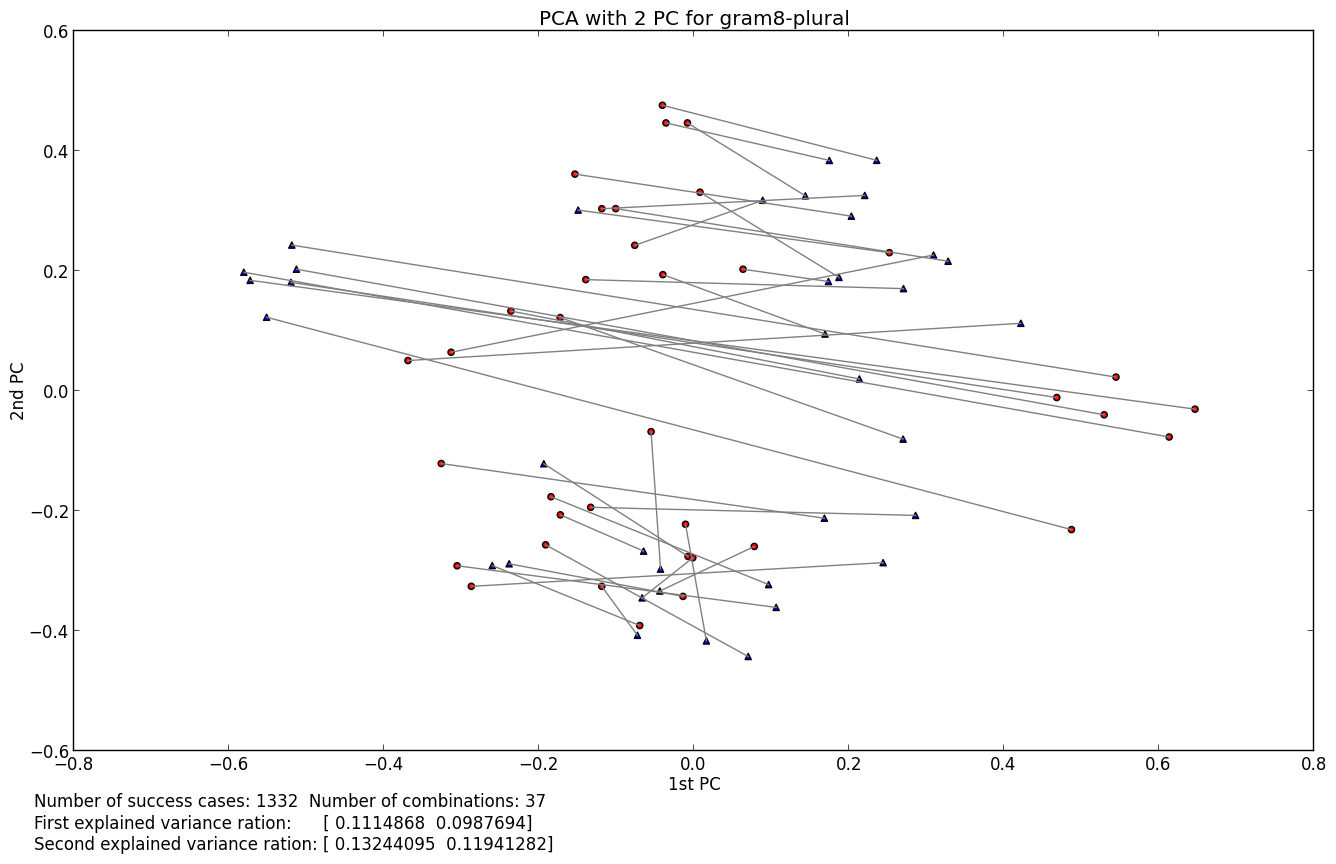 PCA with 2 PC for gram8-plural
0.6
0.4
0.2
0.0
−0.2
−0.4
−0.6
2nd PC
−0.8 −0.6 −0.4 −0.2 0.0 0.2 0.4 0.6 0.8
1st PC
Number of success cases: 1332 Number of combinations: 37
First explained variance ration: [ 0.1114868 0.0987694]
Second explained variance ration: [ 0.13244095 0.11941282]